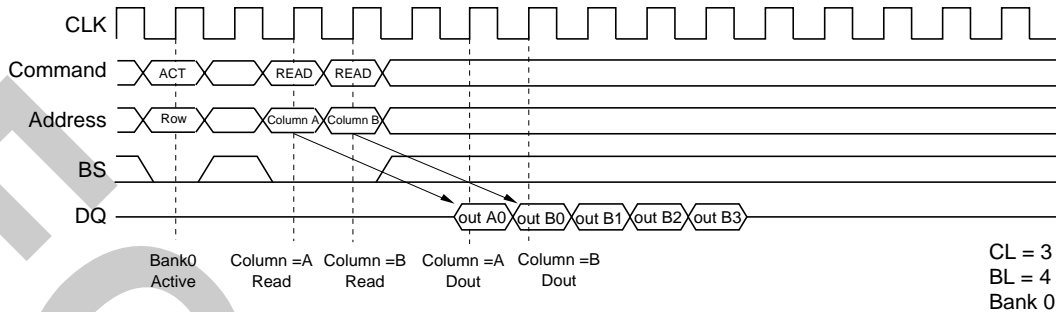 CLK
Command ACT READ READ
Address Row Column A Column B
BS
DQ out A0 out B0 out B1 out B2 out B3
Bank0 Column =A Column =B Column =A Column =B
Active Read Read Dout Dout
CL = 3
BL = 4
Bank 0